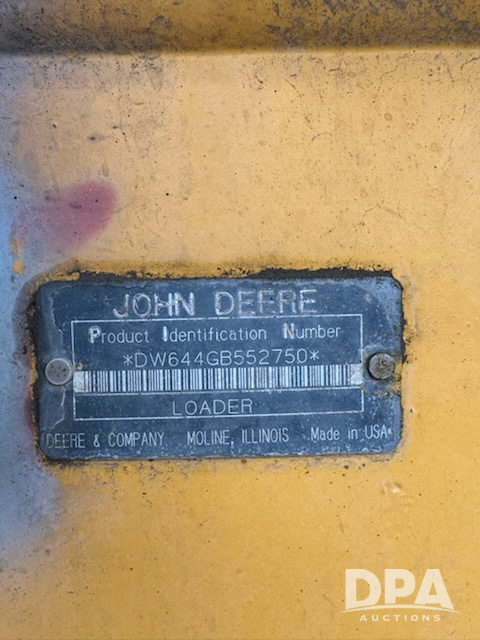 JOHN DEERE
Product Identification Number
*DW644GB552750*
LOADER
DEERE & COMPANY MOLINE, ILLINOIS Made in USA
DPA
AUCTIONS